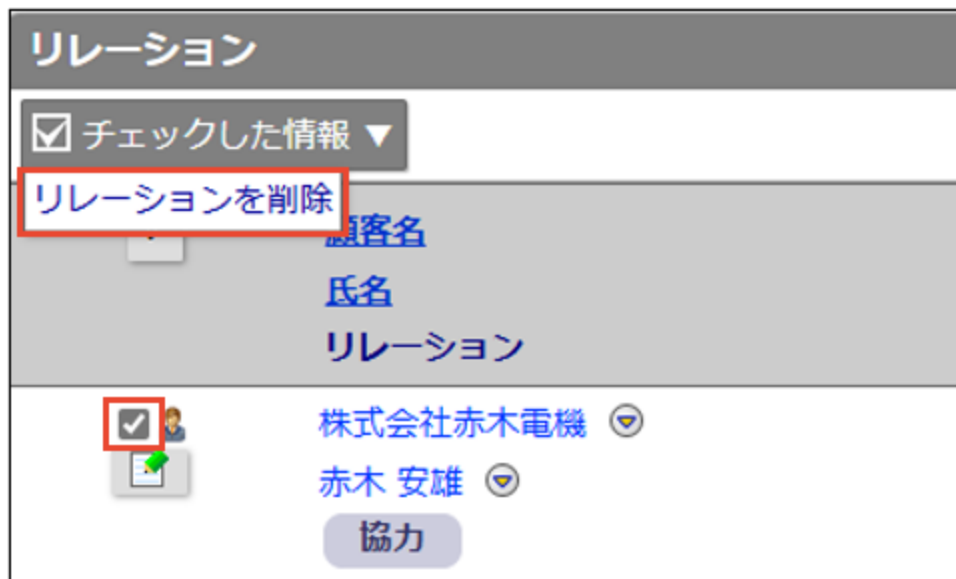 リレーション
チェックした情報 ▼
リレーションを削除
顧客名
氏名
リレーション
株式会社赤木電機
赤木 安雄
協力